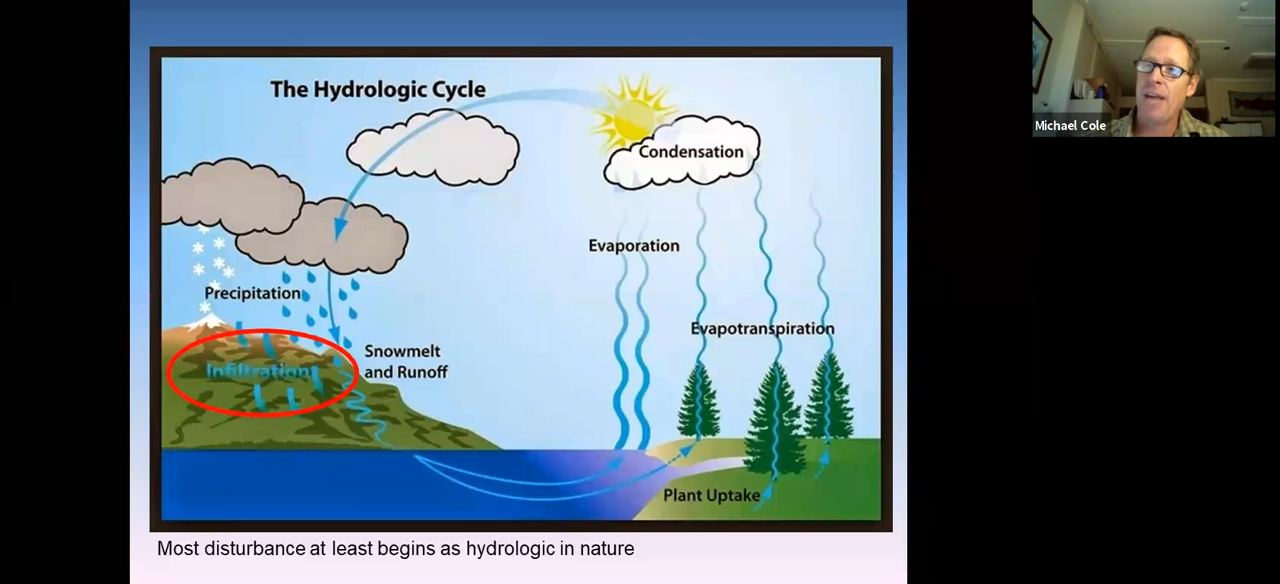 The Hydrologic Cycle
Condensation
Evaporation
Precipitation
Evapotranspiration
Snowmelt
and Runoff
Infiltration
Plant Uptake
Most disturbance at least begins as hydrologic in nature
Michael Cole